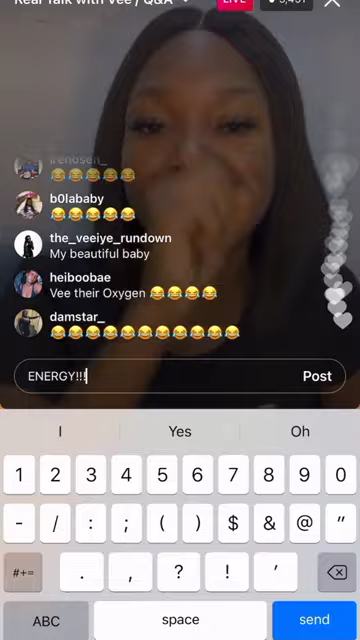 Real Talk with Vee / Q&A
LIVE
b0lababy
😂😂😂😂😂
the_veeiye_rundown
My beautiful baby
heiboobae
Vee their Oxygen 😂😂😂😂
damstar_
😂😂😂😂😂😂😂😂😂😂😂😂
ENERGY!!! Post
I Yes Oh
1 2 3 4 5 6 7 8 9 0
- / : ; ( ) $ & @ "
#+= . , ? ! '
ABC space send